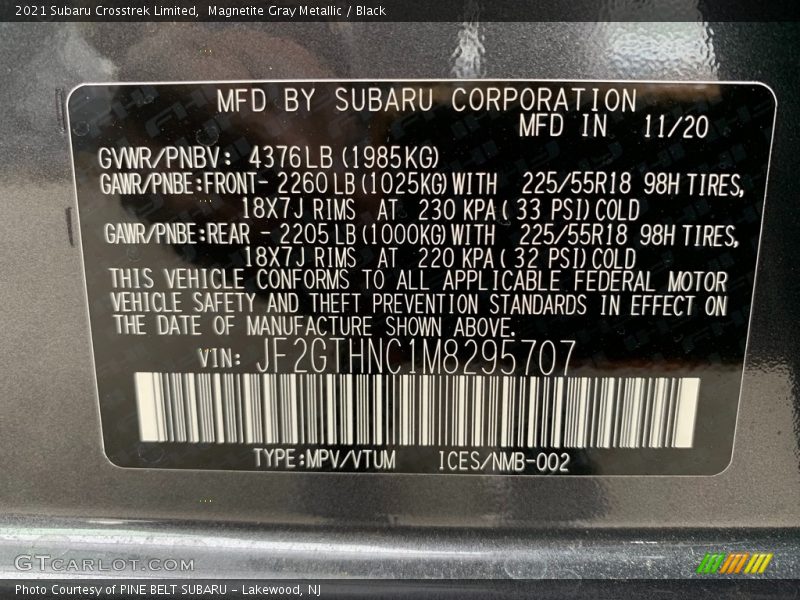 2021 Subaru Crosstrek Limited,  Magnetite Gray Metallic / Black
MFD BY SUBARU CORPORATION
MFD IN 11/20
GVWR/PNBV: 4376LB (1985KG)
GAWR/PNBE:FRONT- 2260 LB (1025KG) WITH 225/55R18 98H TIRES,
18X7J RIMS AT 230 KPA ( 33 PSI) COLD
GAWR/PNBE:REAR - 2205 LB (1000KG) WITH 225/55R18 98H TIRES,
18X7J RIMS AT 220 KPA ( 32 PSI) COLD
THIS VEHICLE CONFORMS TO ALL APPLICABLE FEDERAL MOTOR
VEHICLE SAFETY AND THEFT PREVENTION STANDARDS IN EFFECT ON
THE DATE OF MANUFACTURE SHOWN ABOVE.
VIN: JF2GTHNC1M8295707
TYPE:MPV/VTUM ICES/NMB-002
GTCARLOT.COM
Photo Courtesy of PINE BELT SUBARU - Lakewood, NJ